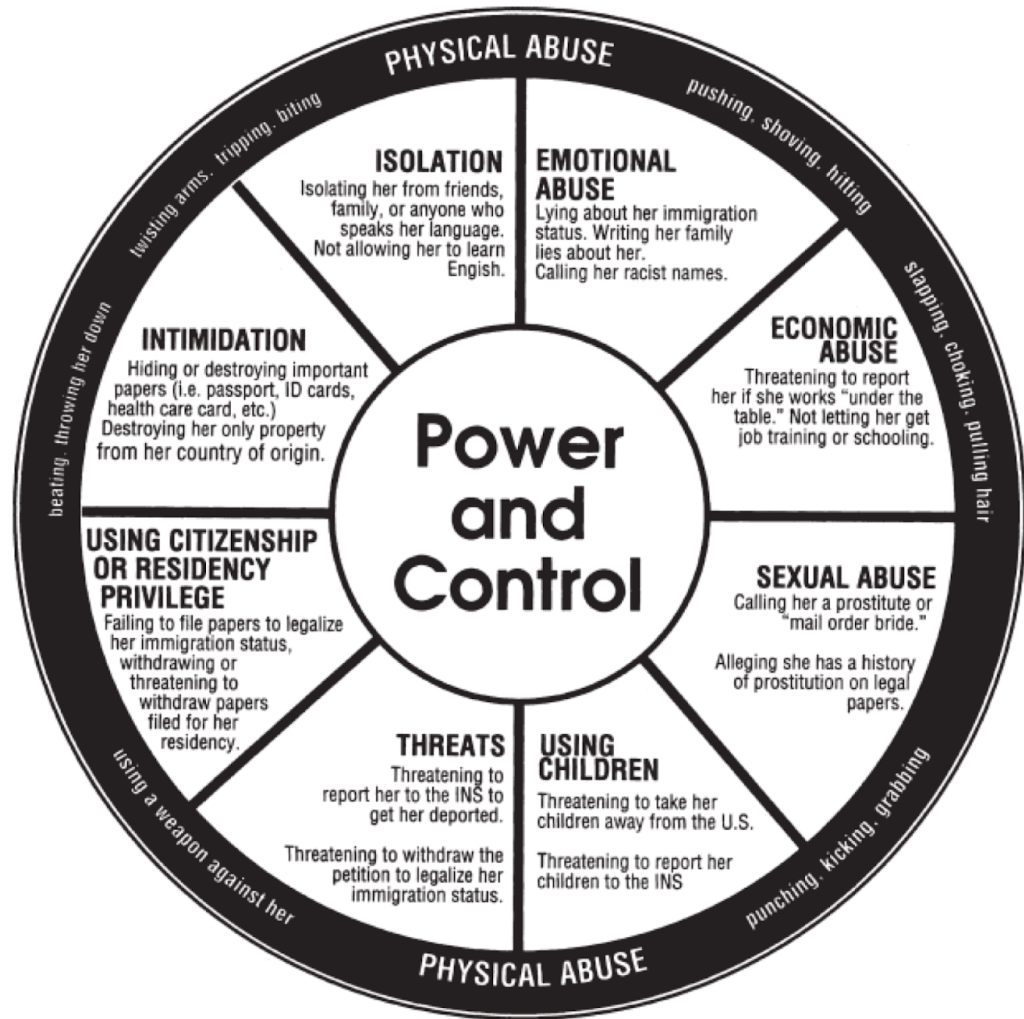 PHYSICAL ABUSE
pushing, shoving, hitting
slapping, choking, pulling hair
punching, kicking, grabbing
PHYSICAL ABUSE
using a weapon against her
beating, throwing her down
twisting arms, tripping, biting
ISOLATION
Isolating her from friends,
family, or anyone who
speaks her language.
Not allowing her to learn
Engish.
EMOTIONAL
ABUSE
Lying about her immigration
status. Writing her family
lies about her.
Calling her racist names.
ECONOMIC
ABUSE
Threatening to report
her if she works “under the
table.” Not letting her get
job training or schooling.
SEXUAL ABUSE
Calling her a prostitute or
“mail order bride.”
Alleging she has a history
of prostitution on legal
papers.
USING
CHILDREN
Threatening to take her
children away from the U.S.
Threatening to report her
children to the INS
THREATS
Threatening to
report her to the INS to
get her deported.
Threatening to withdraw the
petition to legalize her
immigration status.
USING CITIZENSHIP
OR RESIDENCY
PRIVILEGE
Failing to file papers to legalize
her immigration status,
withdrawing or
threatening to
withdraw papers
filed for her
residency.
INTIMIDATION
Hiding or destroying important
papers (i.e. passport, ID cards,
health care card, etc.)
Destroying her only property
from her country of origin.
Power
and
Control